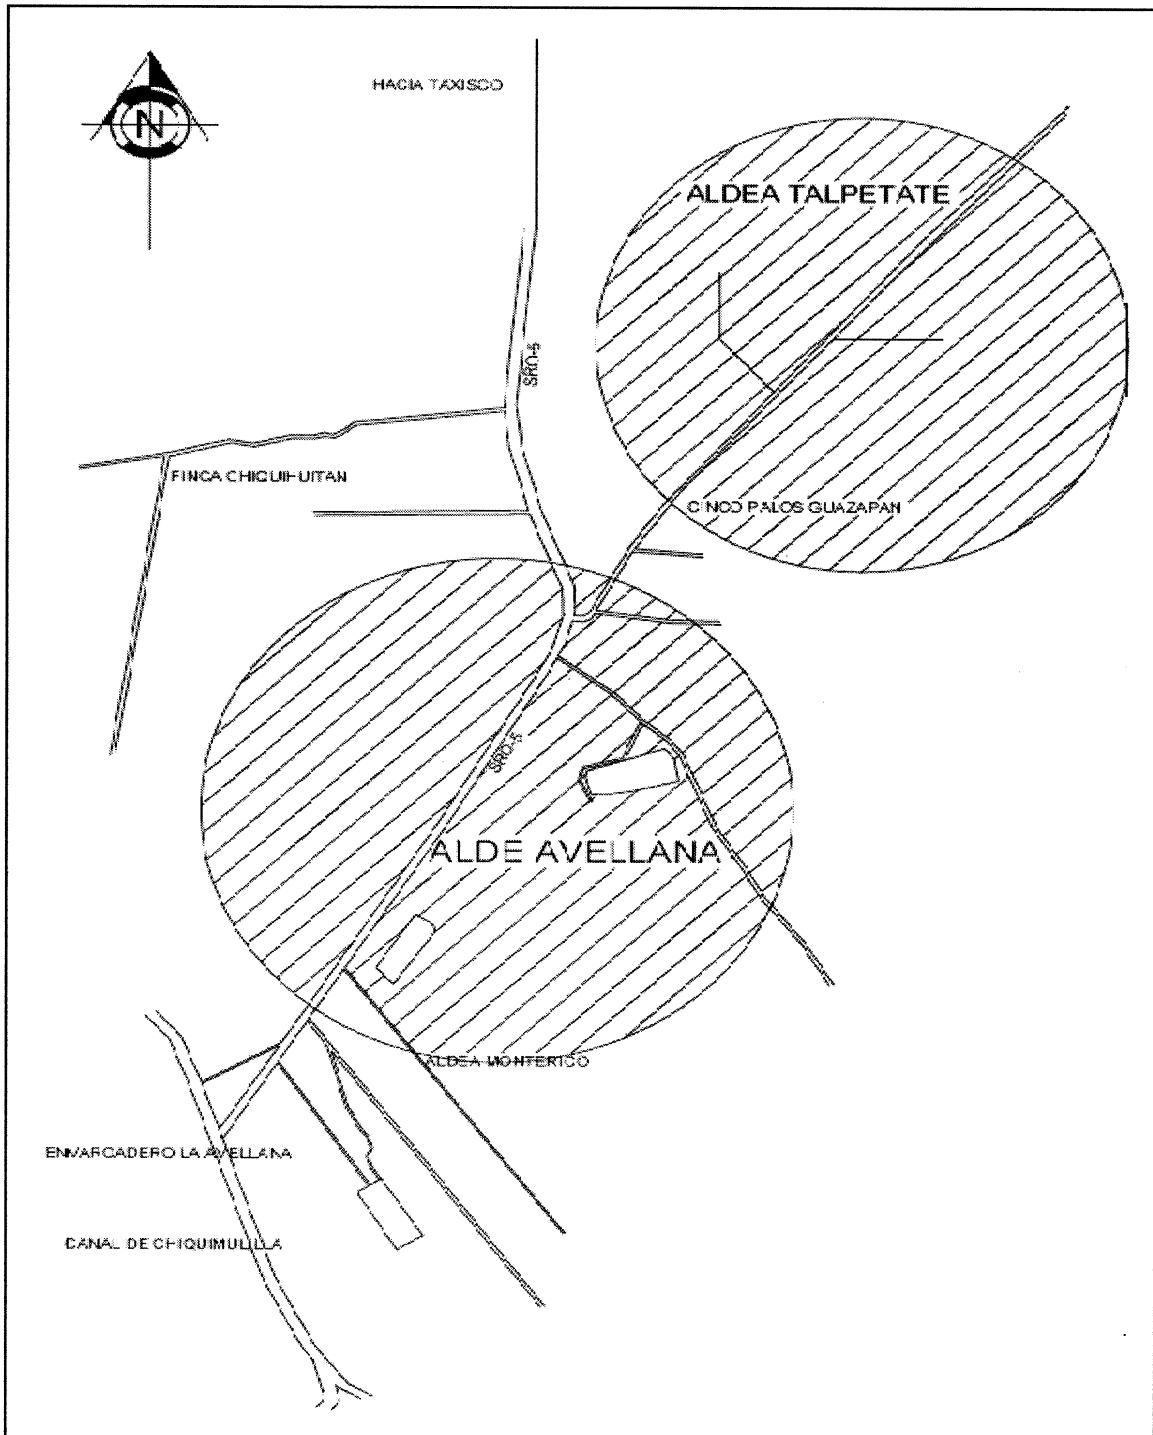 HACIA TAXISCO
N
ALDEA TALPETATE
SRO-5
FINCA CHIQUIHUITAN
CINCO PALOS GUAZAPAN
SRO-5
ALDE AVELLANA
ALDEA MONTERICO
ENVARCADERO LA AVELLANA
CANAL DE CHIQUIMULILLA